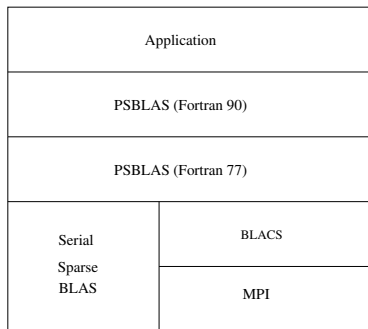 Application
PSBLAS (Fortran 90)
PSBLAS (Fortran 77)
Serial
Sparse
BLAS
BLACS
MPI